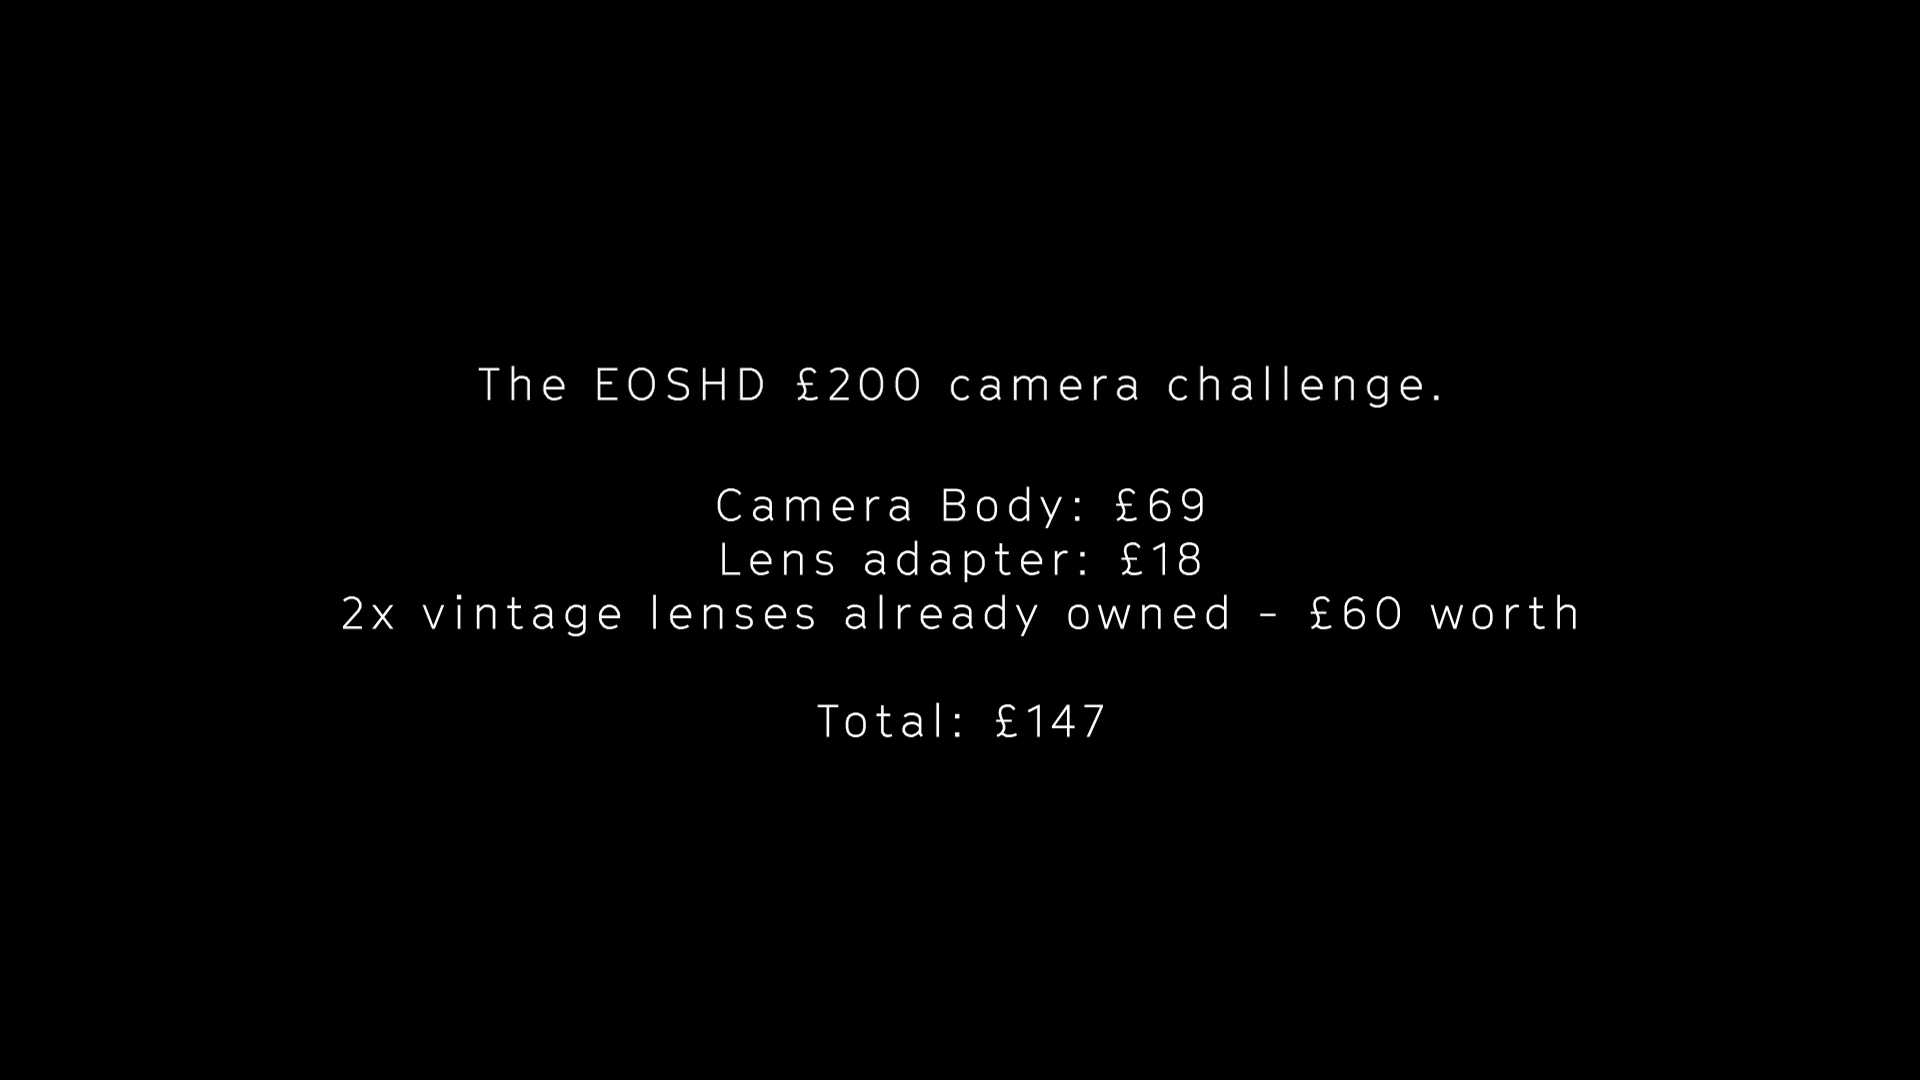 The EOSHD £200 camera challenge.
Camera Body: £69
Lens adapter: £18
2x vintage lenses already owned - £60 worth
Total: £147